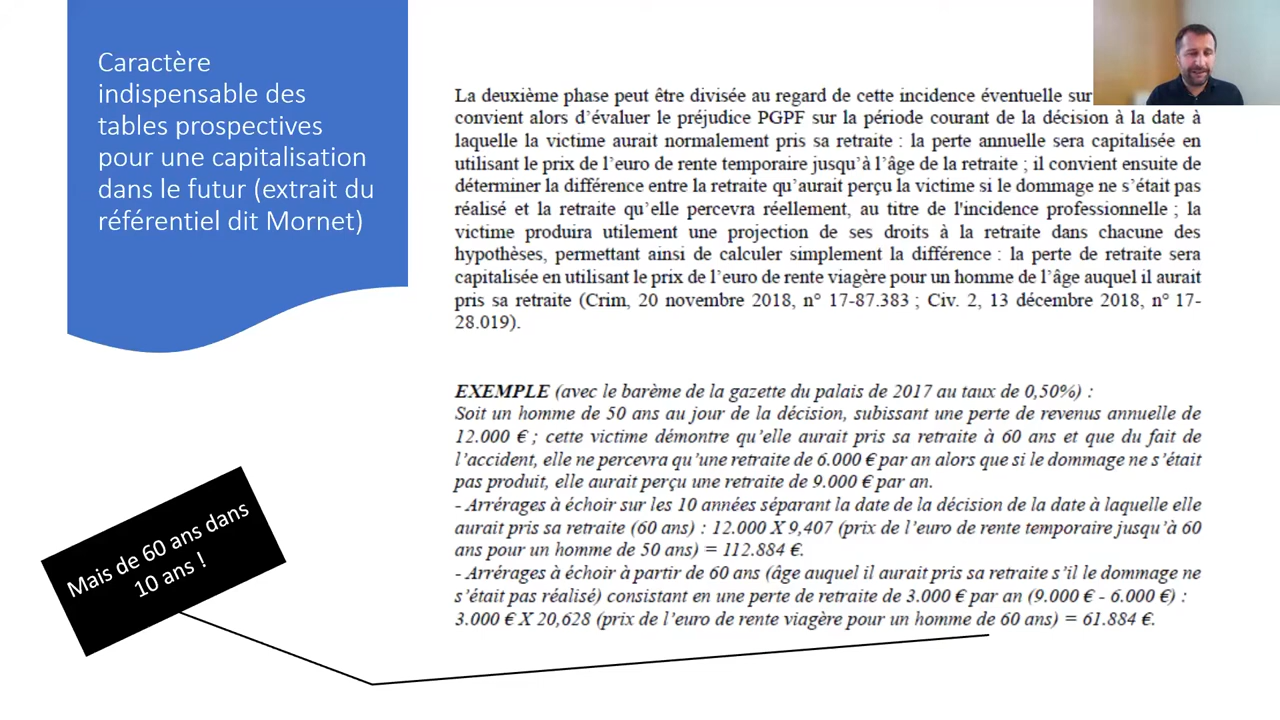 Caractère
indispensable des
tables prospectives
pour une capitalisation
dans le futur (extrait du
référentiel dit Mornet)
La deuxième phase peut être divisée au regard de cette incidence éventuelle sur
convient alors d’évaluer le préjudice PGPF sur la période courant de la décision à la date à
laquelle la victime aurait normalement pris sa retraite : la perte annuelle sera capitalisée en
utilisant le prix de l’euro de rente temporaire jusqu’à l’âge de la retraite ; il convient ensuite de
déterminer la différence entre la retraite qu’aurait perçu la victime si le dommage ne s’était pas
réalisé et la retraite qu’elle percevra réellement, au titre de l'incidence professionnelle ; la
victime produira utilement une projection de ses droits à la retraite dans chacune des
hypothèses, permettant ainsi de calculer simplement la différence : la perte de retraite sera
capitalisée en utilisant le prix de l’euro de rente viagère pour un homme de l’âge auquel il aurait
pris sa retraite (Crim, 20 novembre 2018, n° 17-87.383 ; Civ. 2, 13 décembre 2018, n° 17-
28.019).
EXEMPLE (avec le barème de la gazette du palais de 2017 au taux de 0,50%) :
Soit un homme de 50 ans au jour de la décision, subissant une perte de revenus annuelle de
12.000 € ; cette victime démontre qu’elle aurait pris sa retraite à 60 ans et que du fait de
l’accident, elle ne percevra qu’une retraite de 6.000 € par an alors que si le dommage ne s’était
pas produit, elle aurait perçu une retraite de 9.000 € par an.
- Arrérages à échoir sur les 10 années séparant la date de la décision de la date à laquelle elle
aurait pris sa retraite (60 ans) : 12.000 X 9,407 (prix de l’euro de rente temporaire jusqu’à 60
ans pour un homme de 50 ans) = 112.884 €.
- Arrérages à échoir à partir de 60 ans (âge auquel il aurait pris sa retraite s’il le dommage ne
s’était pas réalisé) consistant en une perte de retraite de 3.000 € par an (9.000 € - 6.000 €) :
3.000 € X 20,628 (prix de l’euro de rente viagère pour un homme de 60 ans) = 61.884 €.
Mais de 60 ans dans
10 ans !